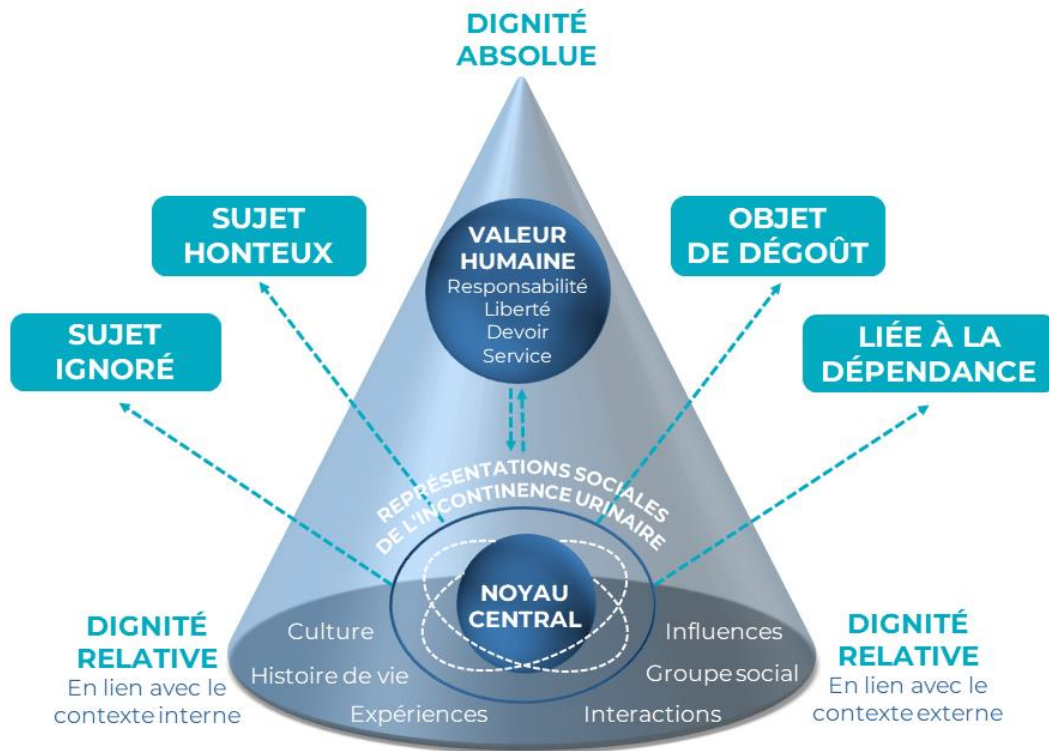 DIGNITÉ
ABSOLUE
SUJET
HONTEUX
OBJET
DE DÉGOÛT
VALEUR
HUMAINE
Responsabilité
Liberté
Devoir
Service
SUJET
IGNORÉ
LIÉE À LA
DÉPENDANCE
REPRÉSENTATIONS SOCIALES
DE L'INCONTINENCE URINAIRE
NOYAU
CENTRAL
DIGNITÉ
RELATIVE
En lien avec le
contexte interne
Culture
Histoire de vie
Expériences
Influences
Groupe social
Interactions
DIGNITÉ
RELATIVE
En lien avec le
contexte externe